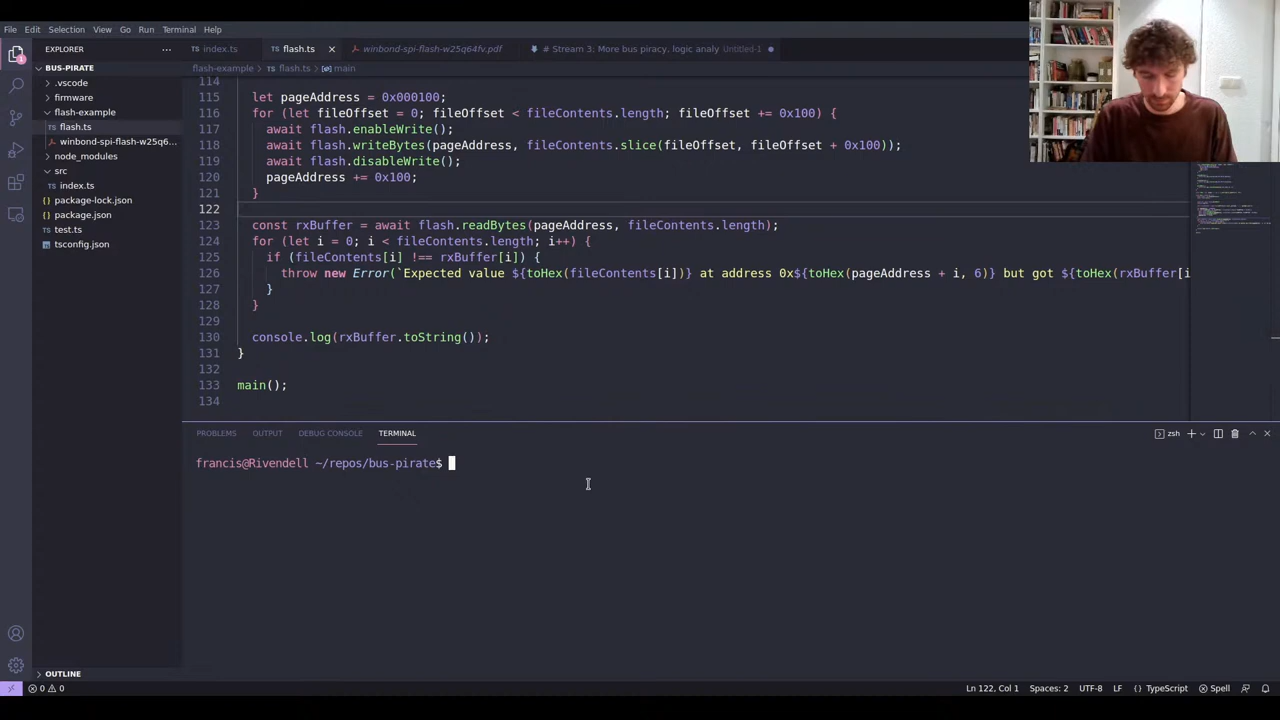 File Edit Selection View Go Run Terminal Help
EXPLORER
index.ts flash.ts winbond-spi-flash-w25q64fv.pdf # Stream 3: More bus piracy. logic analy Untitled-1
BUS-PIRATE
flash-example > flash.ts > main
.vscode
firmware
flash-example
flash.ts
winbond-spi-flash-w25q6...
node_modules
src
index.ts
package-lock.json
package.json
test.ts
tsconfig.json
114
115 let pageAddress = 0x000100;
116 for (let fileOffset = 0; fileOffset < fileContents.length; fileOffset += 0x100) {
117 await flash.enableWrite();
118 await flash.writeBytes(pageAddress, fileContents.slice(fileOffset, fileOffset + 0x100));
119 await flash.disableWrite();
120 pageAddress += 0x100;
121 }
122
123 const rxBuffer = await flash.readBytes(pageAddress, fileContents.length);
124 for (let i = 0; i < fileContents.length; i++) {
125 if (fileContents[i] !== rxBuffer[i]) {
126 throw new Error(`Expected value ${toHex(fileContents[i])} at address 0x${toHex(pageAddress + i, 6)} but got ${toHex(rxBuffer[i
127 }
128 }
129
130 console.log(rxBuffer.toString());
131 }
132
133 main();
134
PROBLEMS OUTPUT DEBUG CONSOLE TERMINAL
zsh
francis@Rivendell ~/repos/bus-pirate$
OUTLINE
0 0 Ln 122, Col 1 Spaces: 2 UTF-8 LF {} TypeScript Spell